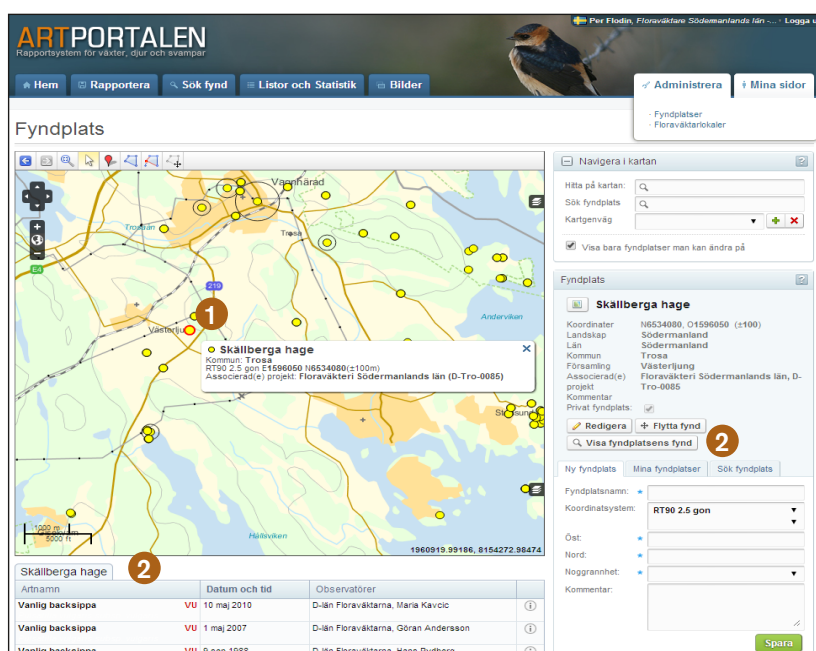 Per Flodin, Floraväktare Södermanlands län -... · Logga u
ARTPORTALEN
Rapportsystem för växter, djur och svampar
Hem
Rapportera
Sök fynd
Listor och Statistik
Bilder
Administrera
Mina sidor
· Fyndplatser
· Floraväktarlokaler
Fyndplats
Vagnhärad
Trosaån
Trosa
E4
219
1
Västerljung
Anderviken
Skällberga hage
Kommun: Trosa
RT90 2.5 gon E1596050 N6534080(±100m)
Associerad(e) projekt: Floraväkteri Södermanlands län (D-Tro-0085)
1000 m
5000 ft
Hållsviken
1960919.99186, 8154272.98474
Navigera i kartan
Hitta på kartan:
Sök fyndplats
Kartgenväg
Visa bara fyndplatser man kan ändra på
Fyndplats
Skällberga hage
Koordinater N6534080, O1596050 (±100)
Landskap Södermanland
Län Södermanland
Kommun Trosa
Församling Västerljung
Associerad(e) Floraväkteri Södermanlands län, D-
projekt Tro-0085
Kommentar
Privat fyndplats:
Redigera
Flytta fynd
Visa fyndplatsens fynd
2
Ny fyndplats
Mina fyndplatser
Sök fyndplats
Fyndplatsnamn: *
Koordinatsystem: RT90 2.5 gon
Öst: *
Nord: *
Noggrannhet: *
Kommentar:
Spara
Skällberga hage
2
Artnamn Datum och tid Observatörer
Vanlig backsippa VU 10 maj 2010 D-län Floraväktarna, Maria Kavcic
Vanlig backsippa VU 1 maj 2007 D-län Floraväktarna, Göran Andersson
Vanlig backsippa VU 9 1988 D-län Floraväktarna, Hans Rydberg